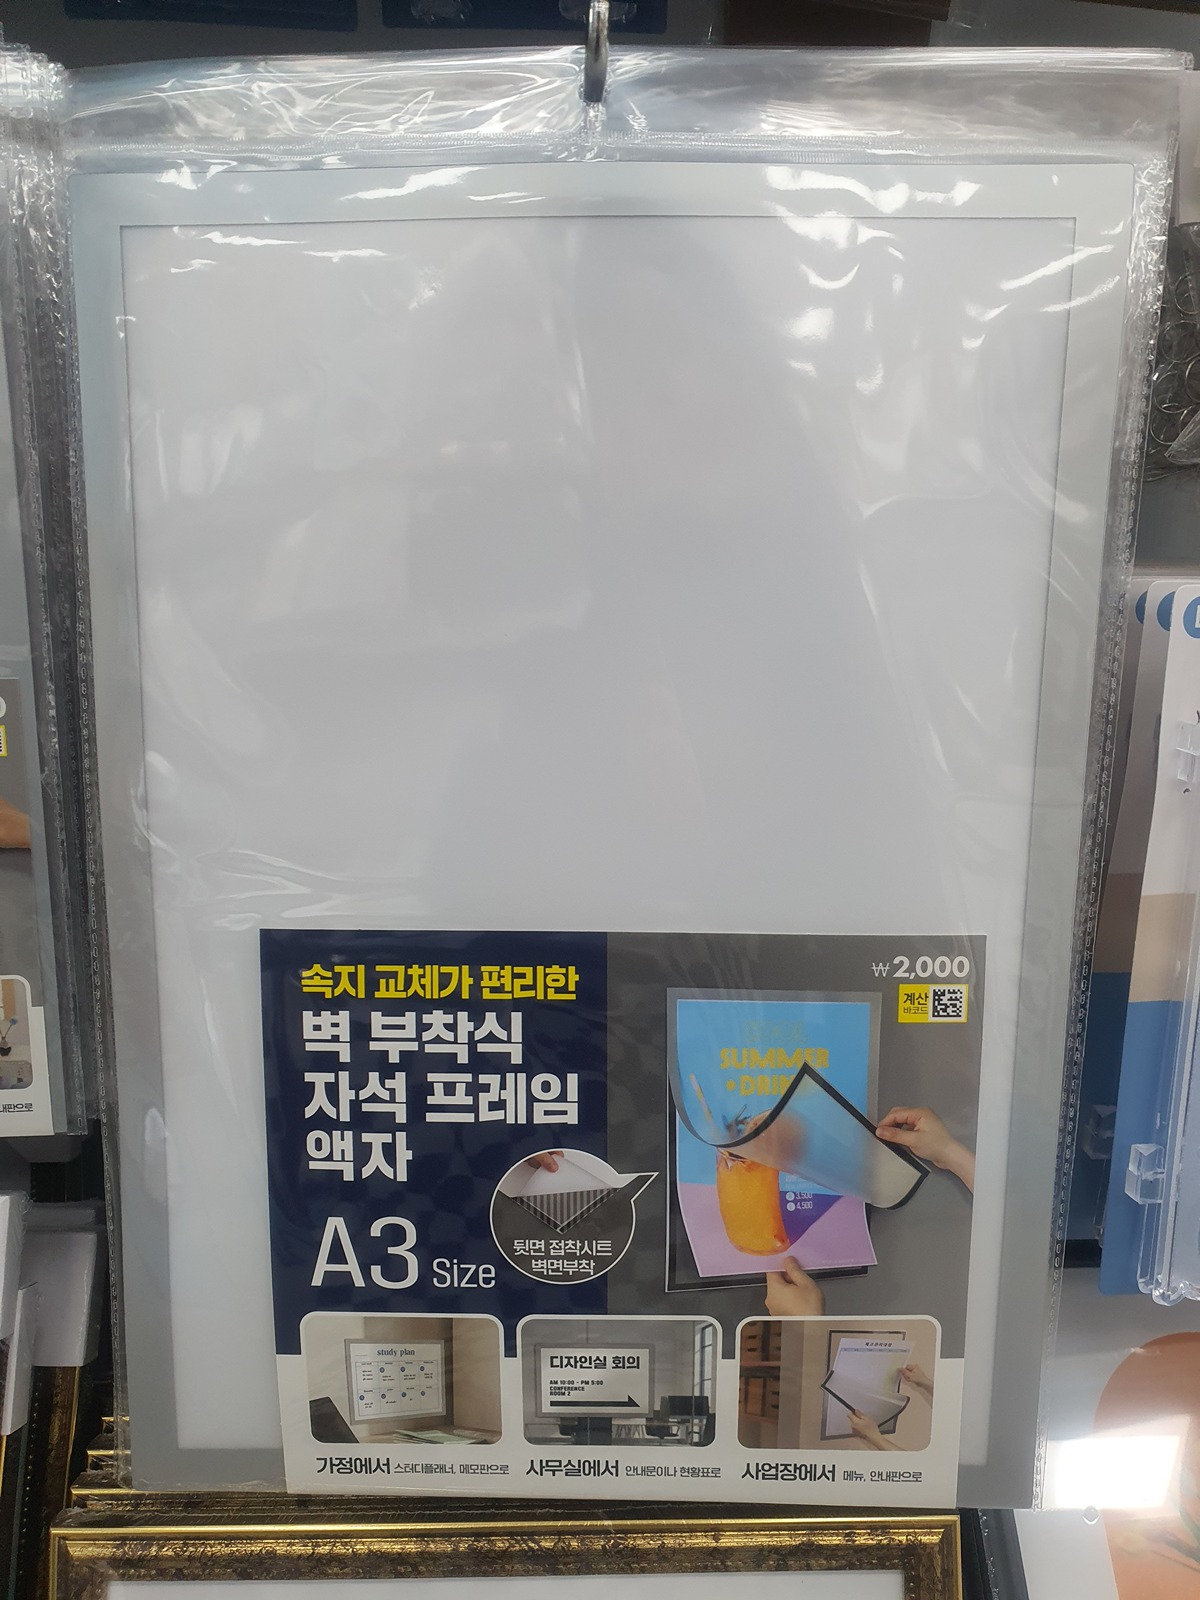 속지 교체가 편리한
벽 부착식
자석 프레임
액자
A3 Size
뒷면 접착시트
벽면부착
₩2,000
계산
바코드
SUMMER
3,500
4,500
study plan
디자인실 회의
AM 10:00 - PM 5:00
CONFERENCE
ROOM 2
가정에서 스터디플래너, 메모판으로
사무실에서 안내문이나 현황표로
사업장에서 메뉴, 안내판으로